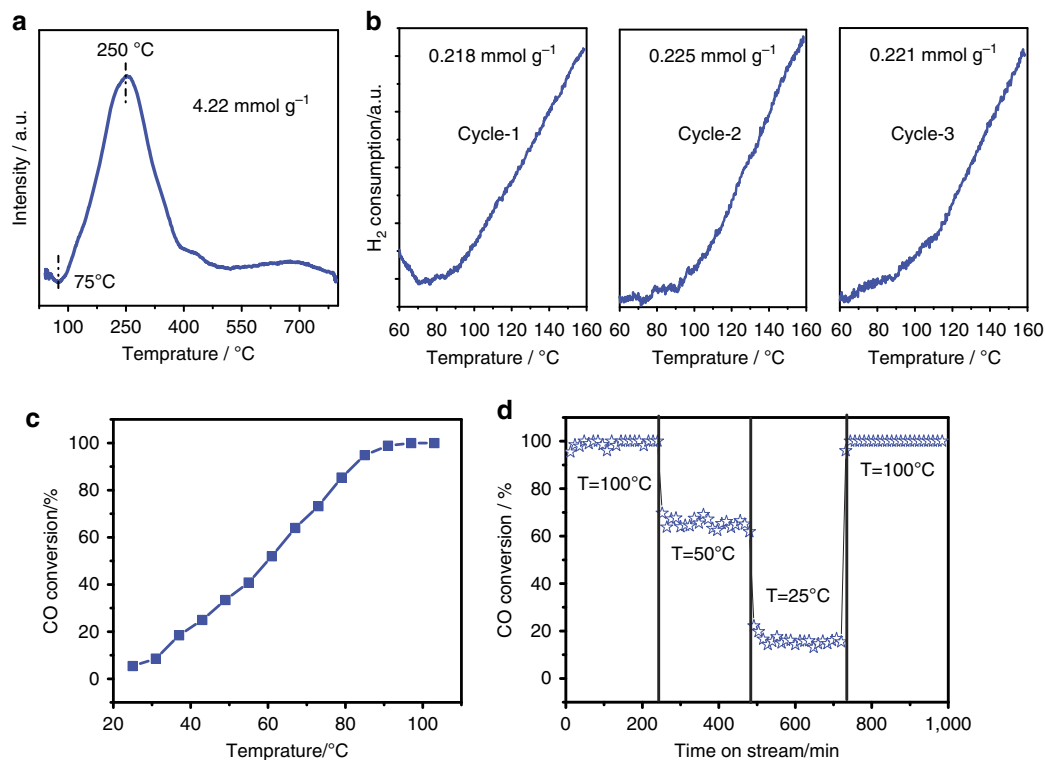 a
250 °C
4.22 mmol g⁻¹
75°C
Intensity / a.u.
100 250 400 550 700
Temprature / °C
b
0.218 mmol g⁻¹
Cycle-1
H₂ consumption/a.u.
60 80 100 120 140 160
Temprature / °C
0.225 mmol g⁻¹
Cycle-2
60 80 100 120 140 160
Temprature / °C
0.221 mmol g⁻¹
Cycle-3
60 80 100 120 140 160
Temprature / °C
c
CO conversion/%
100
80
60
40
20
0
20 40 60 80 100
Temprature/°C
d
CO conversion / %
100
80
60
40
20
0
T=100°C
T=50°C
T=25°C
T=100°C
0 200 400 600 800 1,000
Time on stream/min